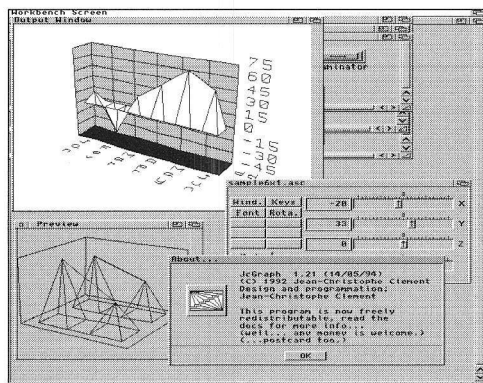 Workbench Screen
Output Window
75
60
45
30
15
0
-15
-30
-45
uminator
sample6x1.asc
Wind. Keys
Font Rota.
-20 X
33 Y
0 Z
Preview
About...
JcGraph 1.21 (14/05/94)
(C) 1992 Jean-Christophe Clement
Design and programmation:
Jean-Christophe Clement
This program is now freely
redistributable, read the
docs for more info...
(well... any money is welcome.)
(...postcard too.)
OK